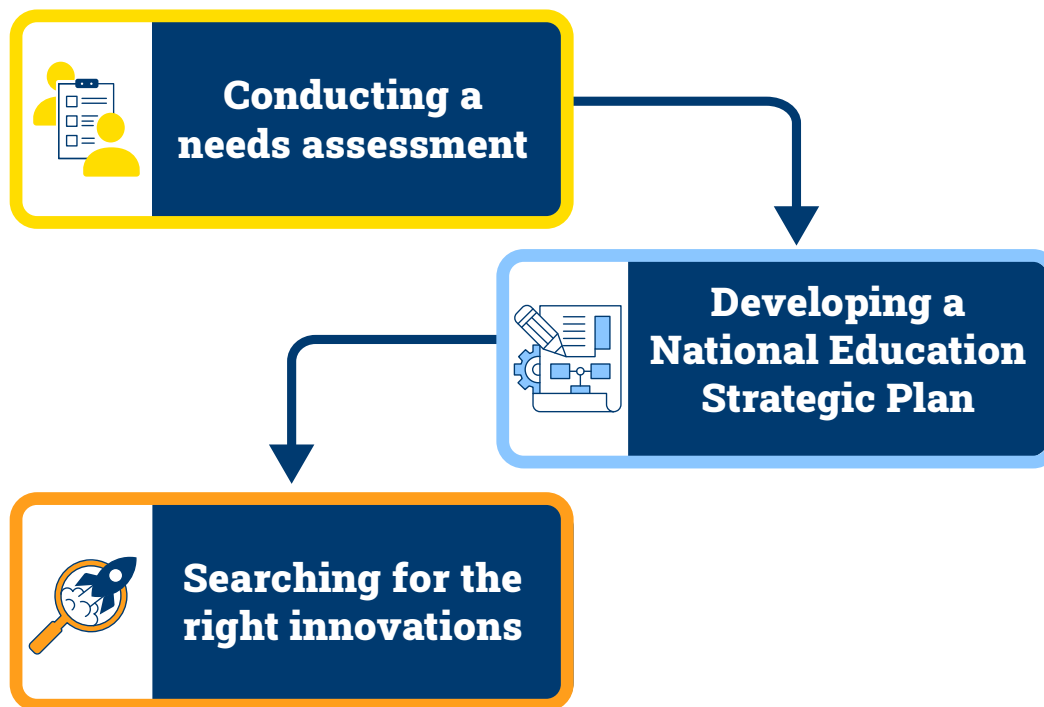 Conducting a
needs assessment
Developing a
National Education
Strategic Plan
Searching for the
right innovations